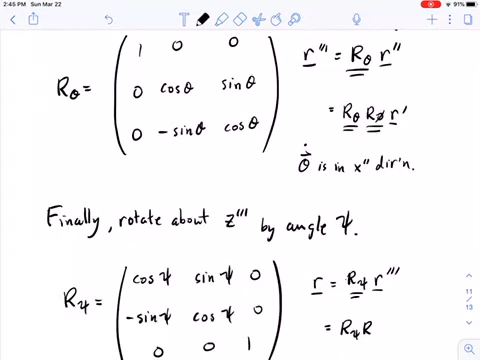 2:45 PM Sun Mar 22
91%
1 0 0
R_θ = 0 cosθ sinθ
0 -sinθ cosθ
r''' = R_θ r''
= R_θ R_ø r'
θ̇ is in x'' dir'n.
Finally, rotate about z''' by angle ψ.
cosψ sinψ 0
R_ψ = -sinψ cosψ 0
0 0 1
r = R_ψ r'''
= R_ψ R
11
13